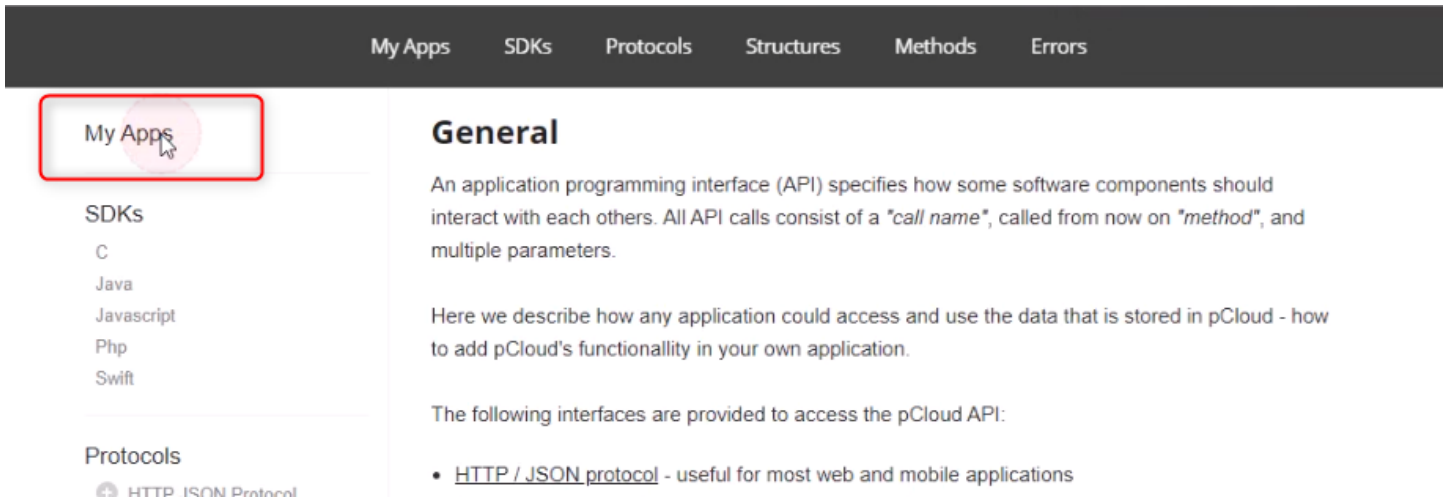 My Apps SDKs Protocols Structures Methods Errors
My Apps
SDKs
C
Java
Javascript
Php
Swift
Protocols
HTTP JSON Protocol
General
An application programming interface (API) specifies how some software components should
interact with each others. All API calls consist of a "call name", called from now on "method", and
multiple parameters.
Here we describe how any application could access and use the data that is stored in pCloud - how
to add pCloud's functionallity in your own application.
The following interfaces are provided to access the pCloud API:
• HTTP / JSON protocol - useful for most web and mobile applications